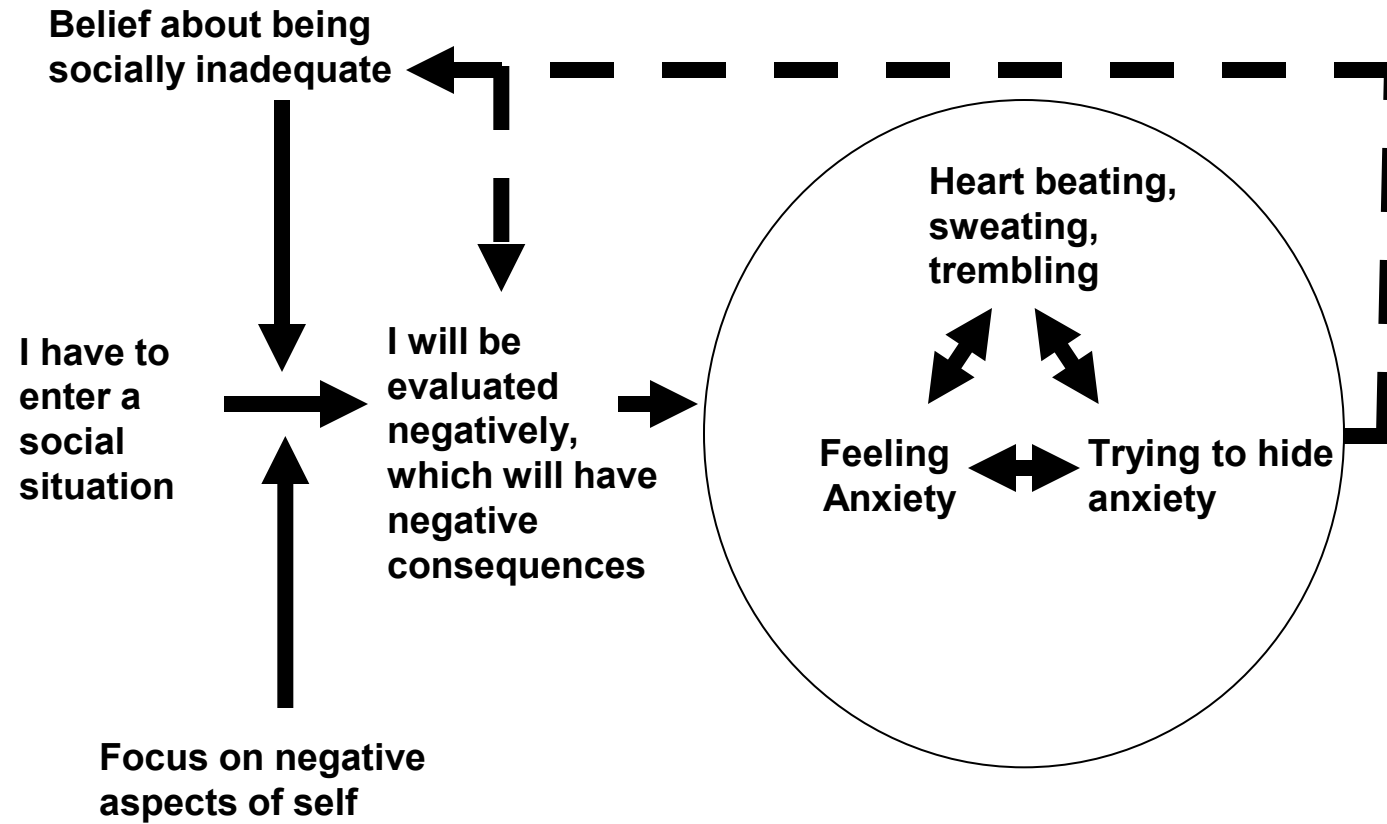 Belief about being
socially inadequate
Heart beating,
sweating,
trembling
I have to
enter a
social
situation
I will be
evaluated
negatively,
which will have
negative
consequences
Feeling
Anxiety
Trying to hide
anxiety
Focus on negative
aspects of self